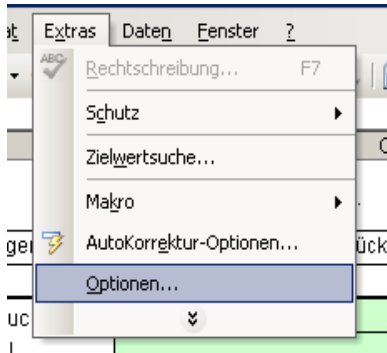 Extras Daten Fenster ?
Rechtschreibung... F7
Schutz
Zielwertsuche...
Makro
AutoKorrektur-Optionen...
Optionen...